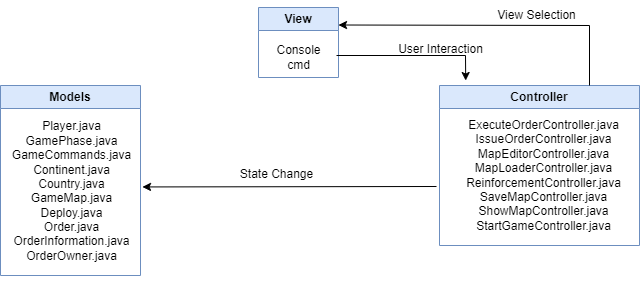 View
View Selection
Console
cmd
User Interaction
Models
Controller
Player.java
GamePhase.java
GameCommands.java
Continent.java
Country.java
GameMap.java
Deploy.java
Order.java
OrderInformation.java
OrderOwner.java
State Change
ExecuteOrderController.java
IssueOrderController.java
MapEditorController.java
MapLoaderController.java
ReinforcementController.java
SaveMapController.java
ShowMapController.java
StartGameController.java